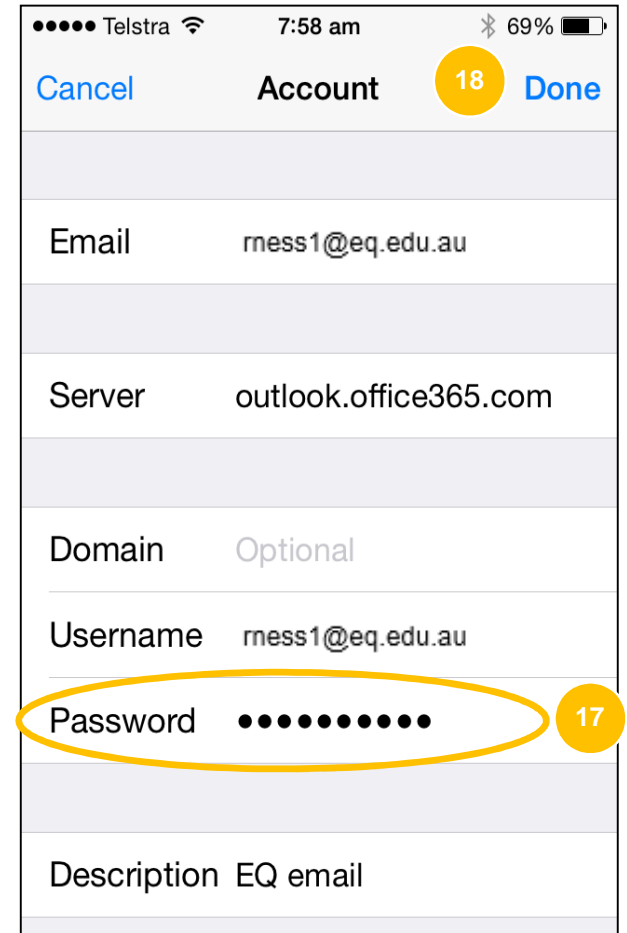 Telstra 7:58 am 69%
Cancel Account 18 Done
Email rness1@eq.edu.au
Server outlook.office365.com
Domain Optional
Username rness1@eq.edu.au
Password ●●●●●●●●●● 17
Description EQ email